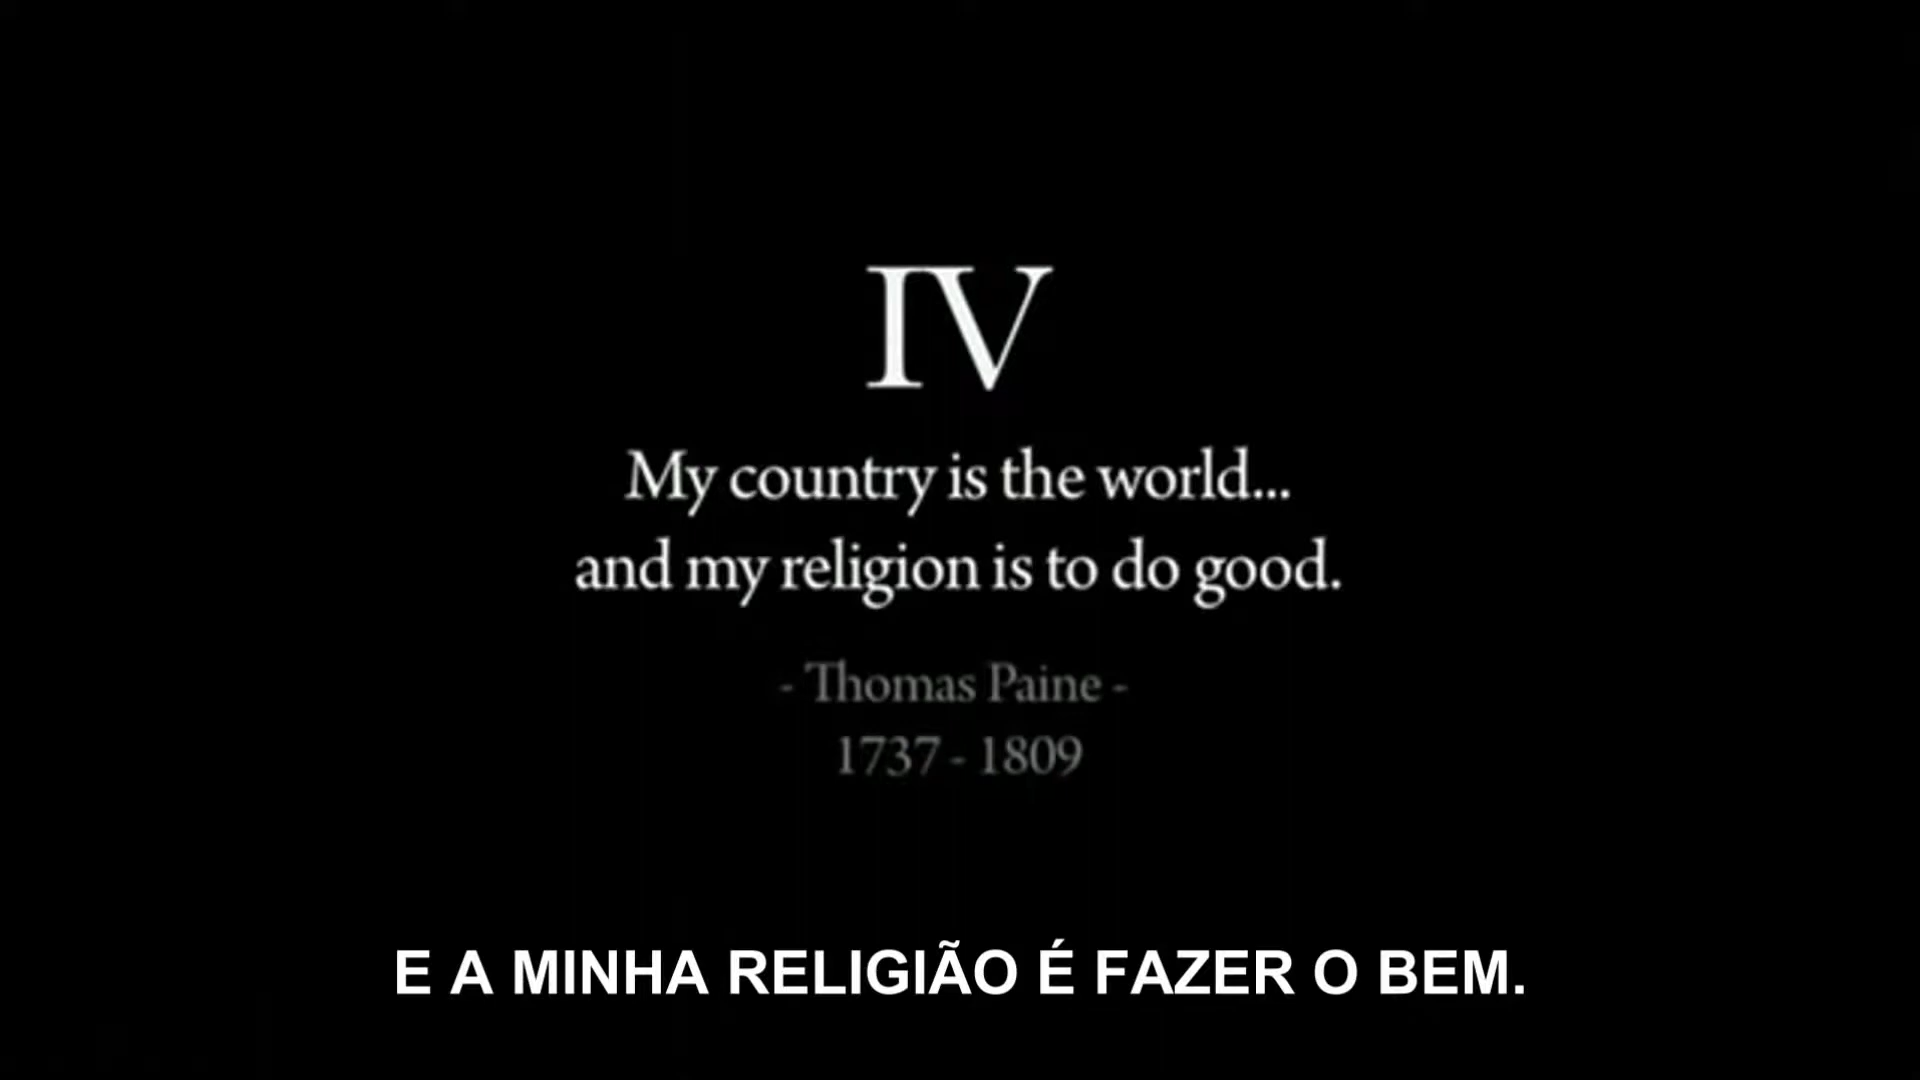 IV
My country is the world...
and my religion is to do good.
- Thomas Paine -
1737 - 1809
E A MINHA RELIGIÃO É FAZER O BEM.